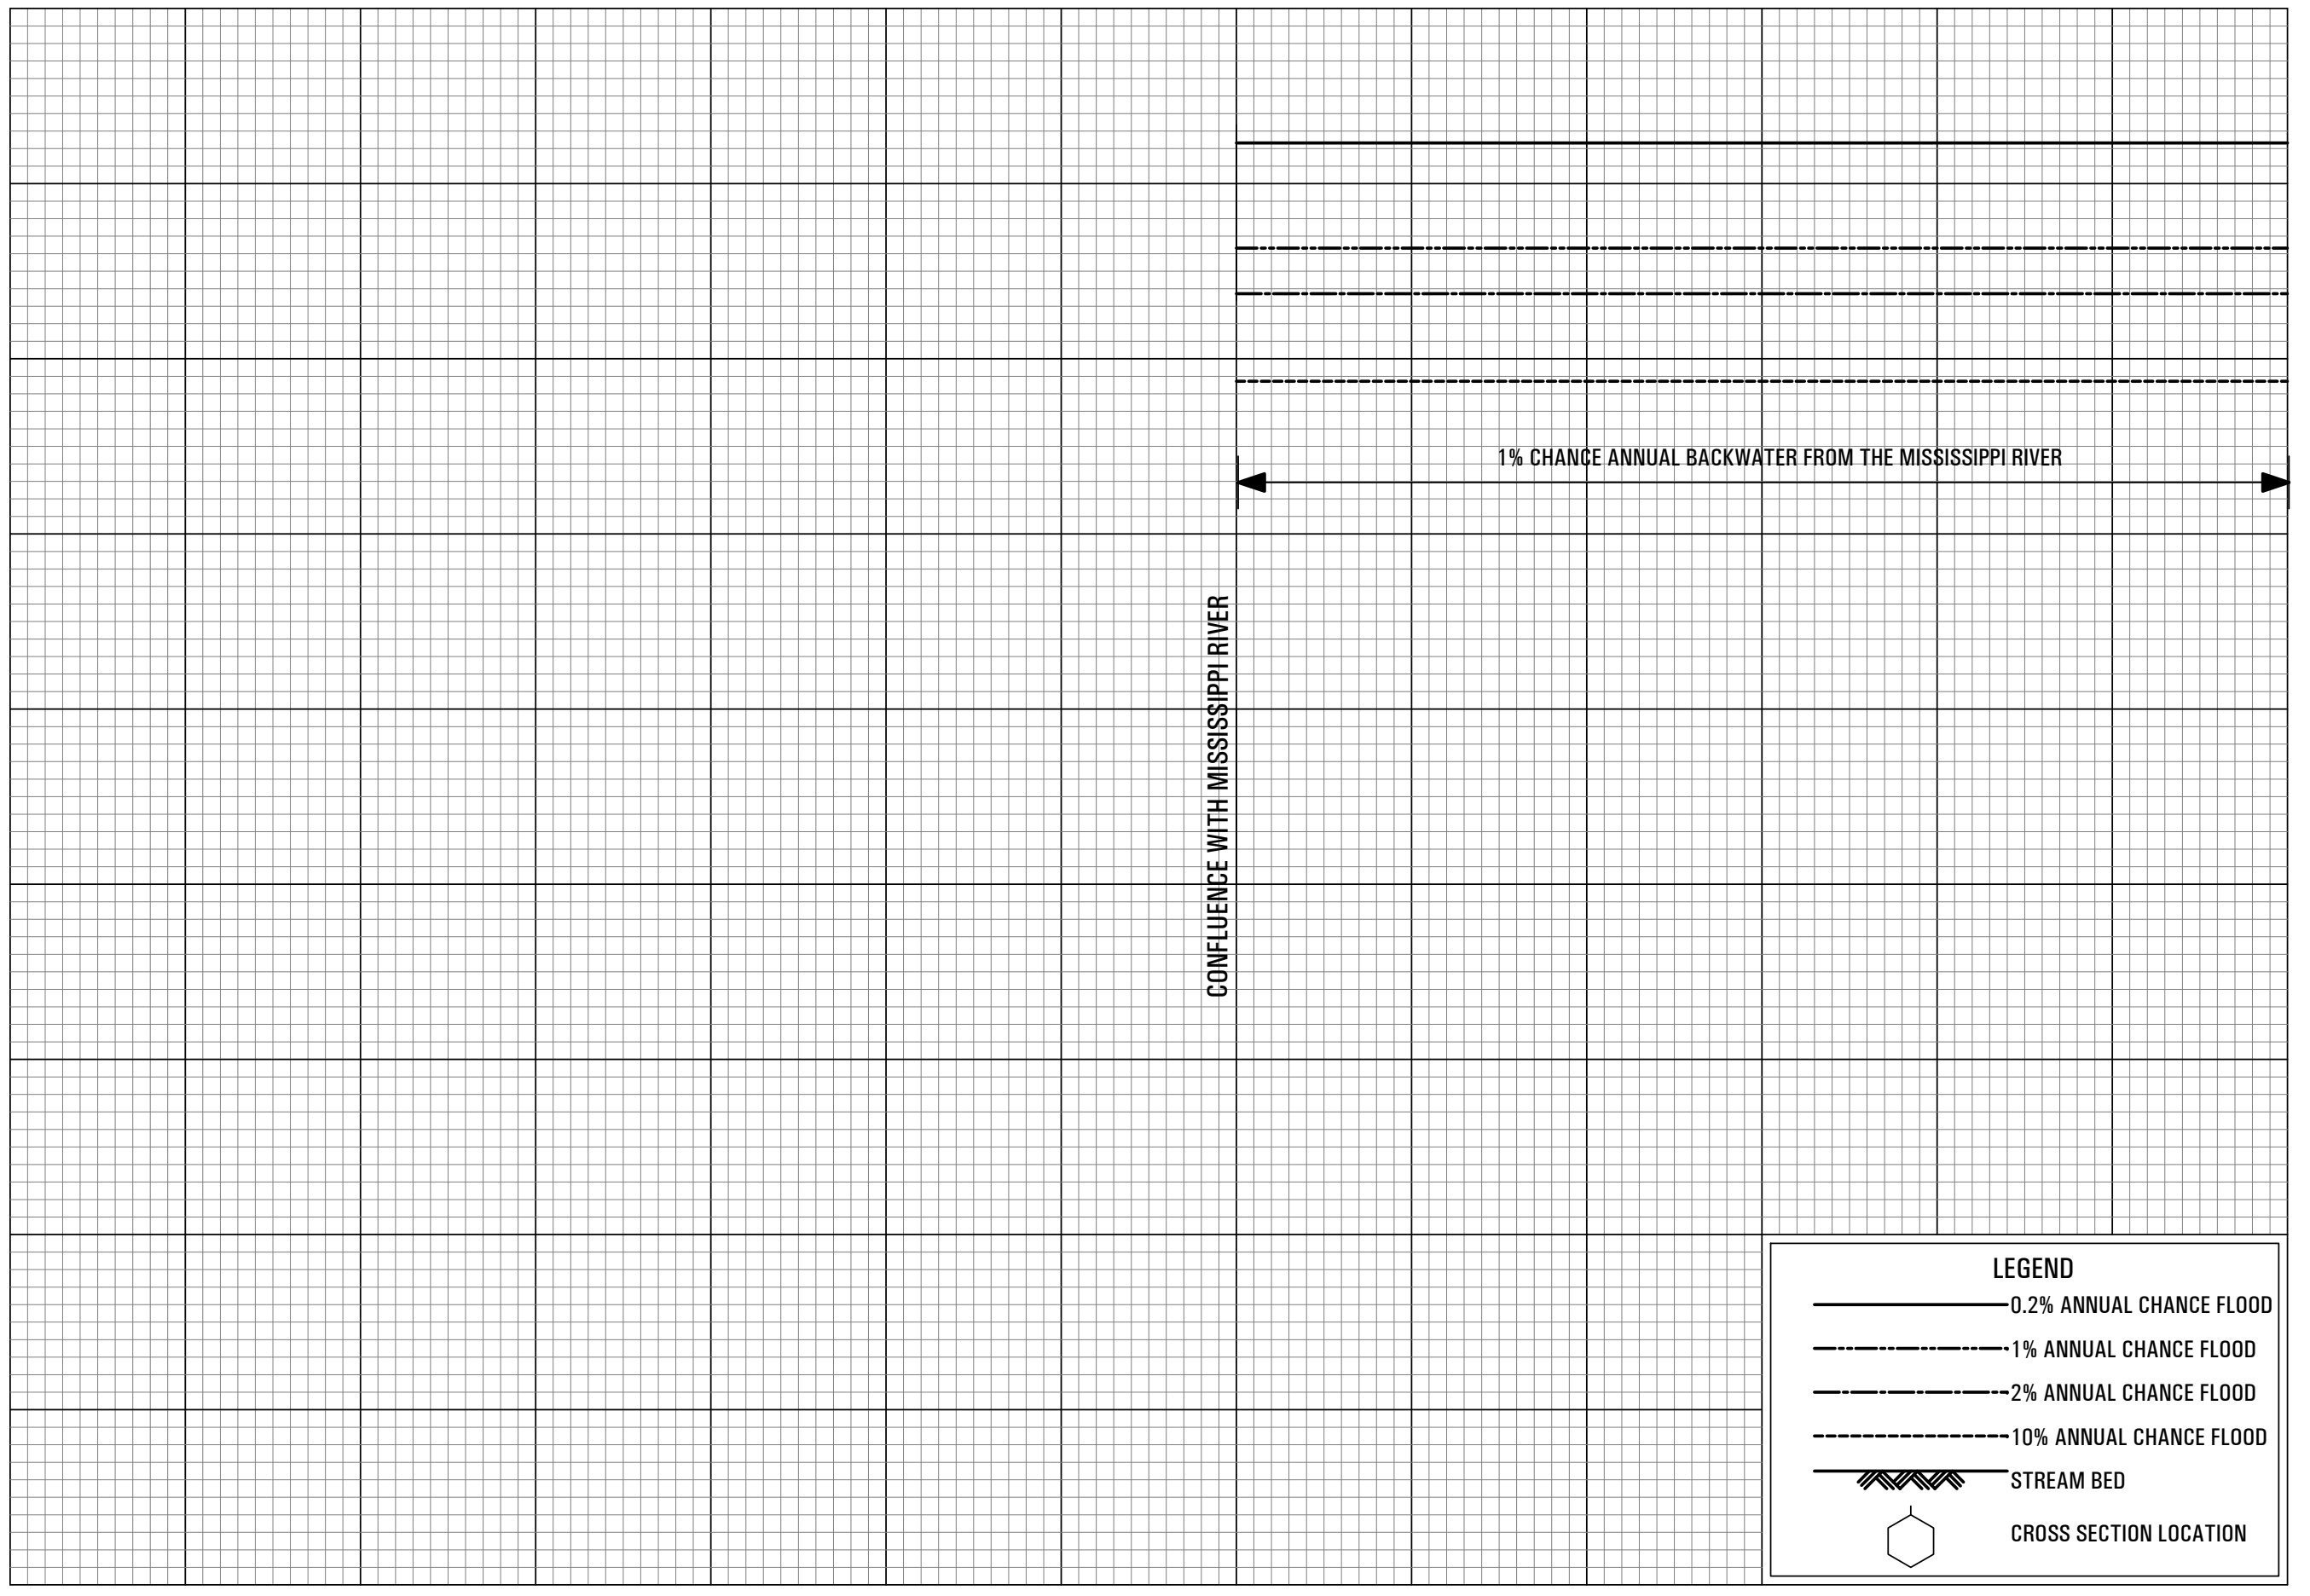 1% CHANCE ANNUAL BACKWATER FROM THE MISSISSIPPI RIVER
CONFLUENCE WITH MISSISSIPPI RIVER
LEGEND
0.2% ANNUAL CHANCE FLOOD
1% ANNUAL CHANCE FLOOD
2% ANNUAL CHANCE FLOOD
10% ANNUAL CHANCE FLOOD
STREAM BED
CROSS SECTION LOCATION